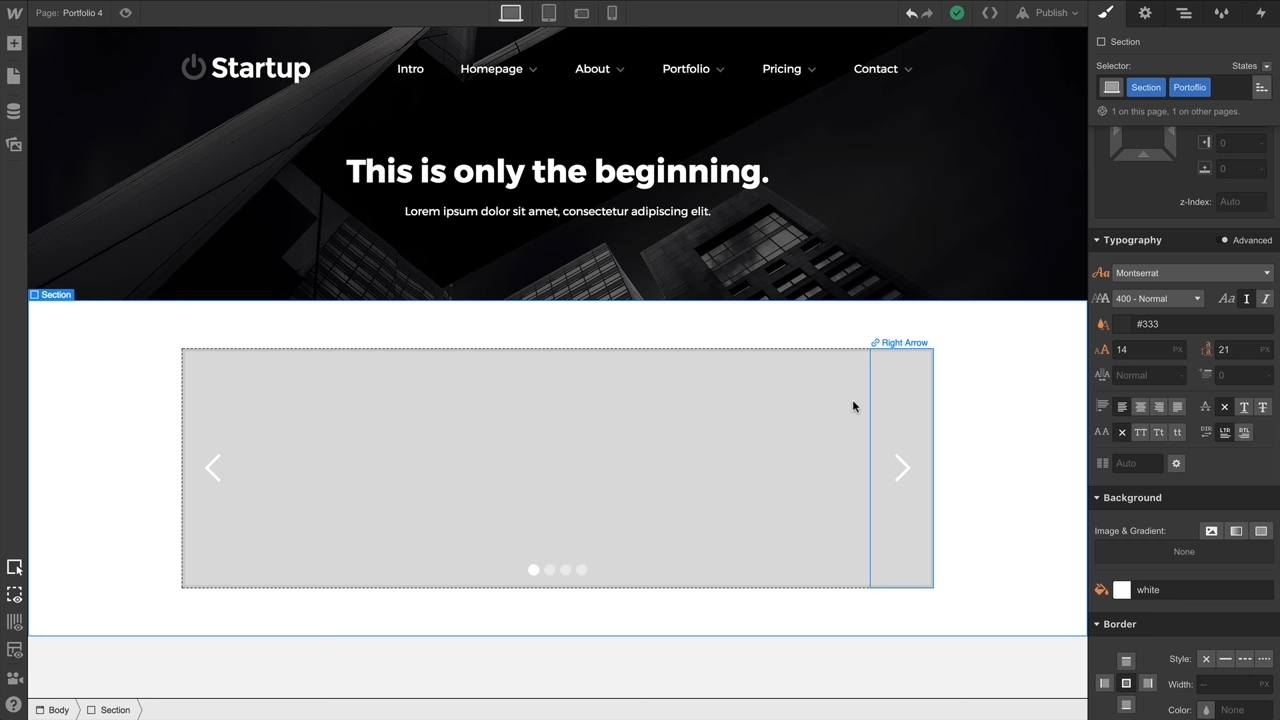 Page: Portfolio 4
Publish
Section
Selector:
States
Section Portoflio
1 on this page, 1 on other pages.
Startup
Intro
Homepage
About
Portfolio
Pricing
Contact
This is only the beginning.
Lorem ipsum dolor sit amet, consectetur adipiscing elit.
Section
Right Arrow
0 -
0 -
z-Index: Auto
Typography
Advanced
Montserrat
400 - Normal
#333
14 PX
21 PX
Normal -
0 -
Auto
Background
Image & Gradient:
None
white
Border
Style:
Width: -- PX
Color: None
Body
Section